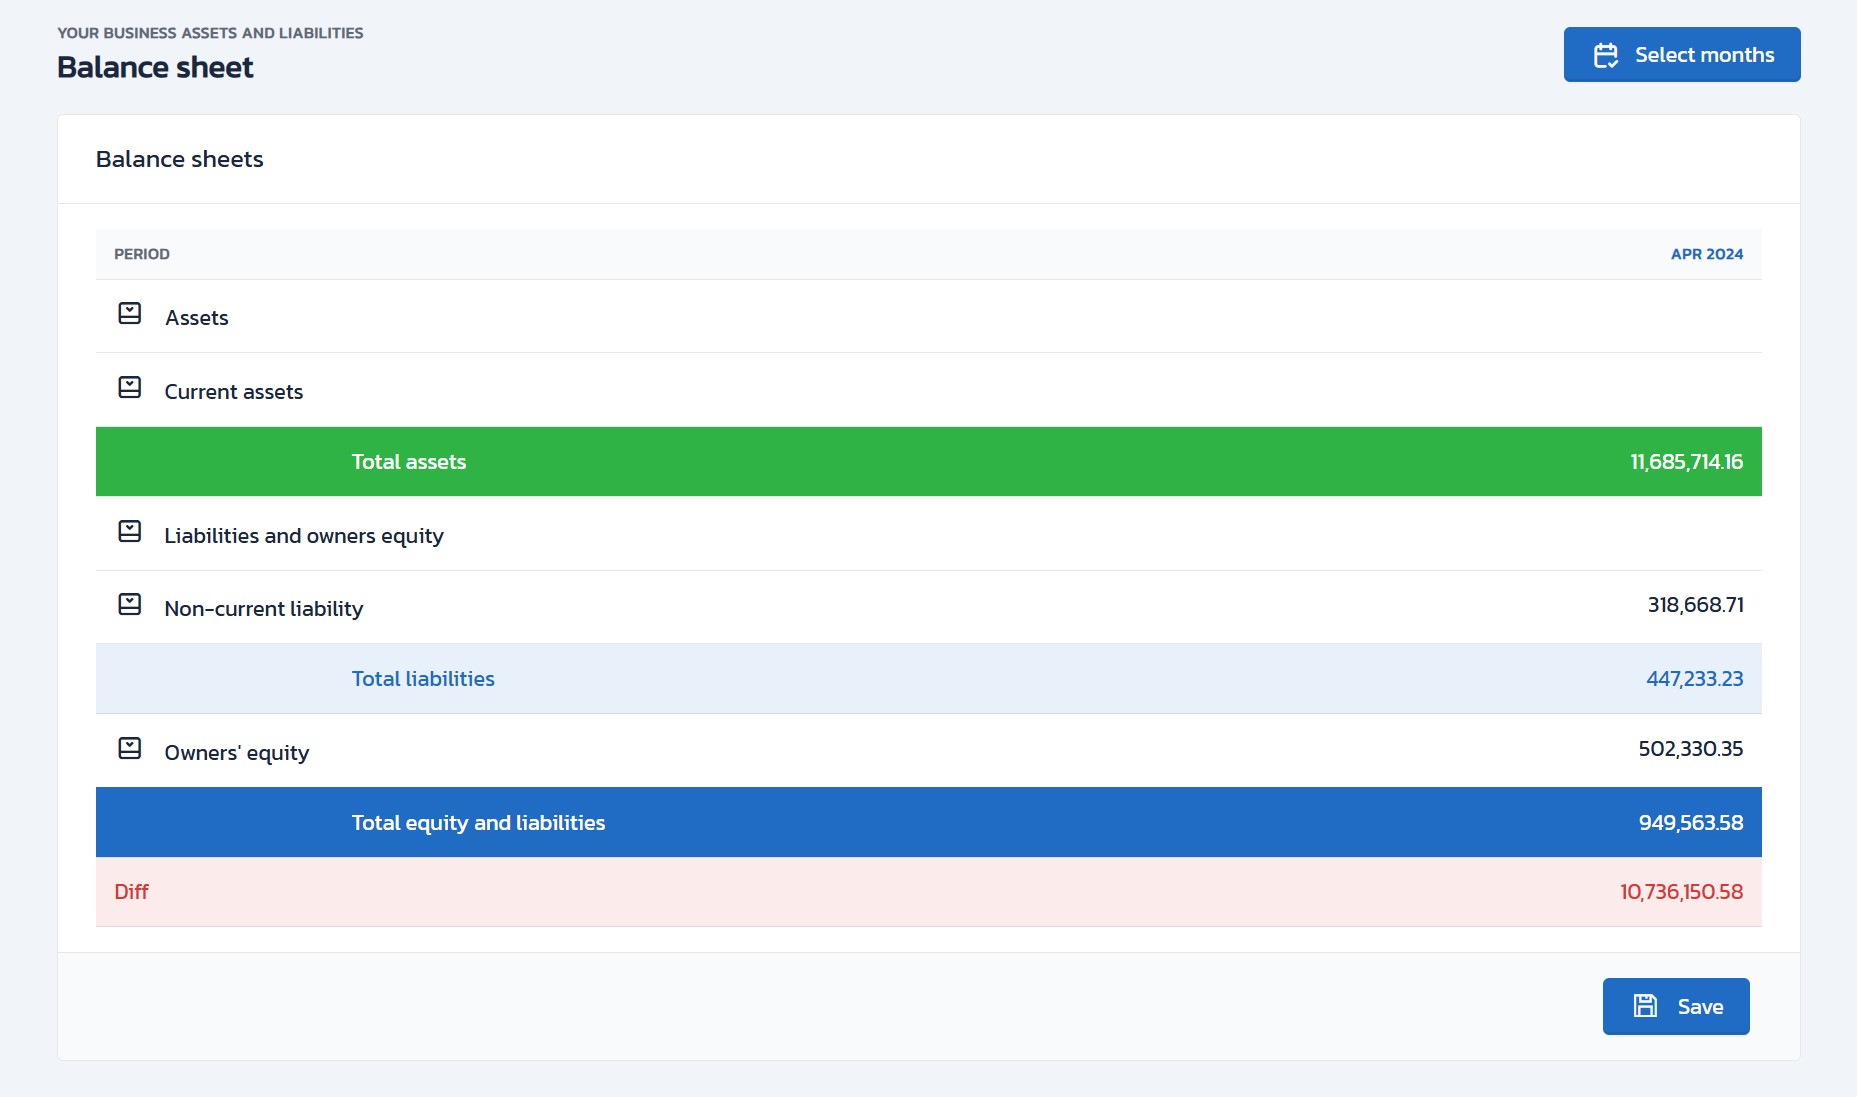 YOUR BUSINESS ASSETS AND LIABILITIES
Balance sheet
Select months
Balance sheets
PERIOD APR 2024
Assets
Current assets
Total assets 11,685,714.16
Liabilities and owners equity
Non-current liability 318,668.71
Total liabilities 447,233.23
Owners' equity 502,330.35
Total equity and liabilities 949,563.58
Diff 10,736,150.58
Save